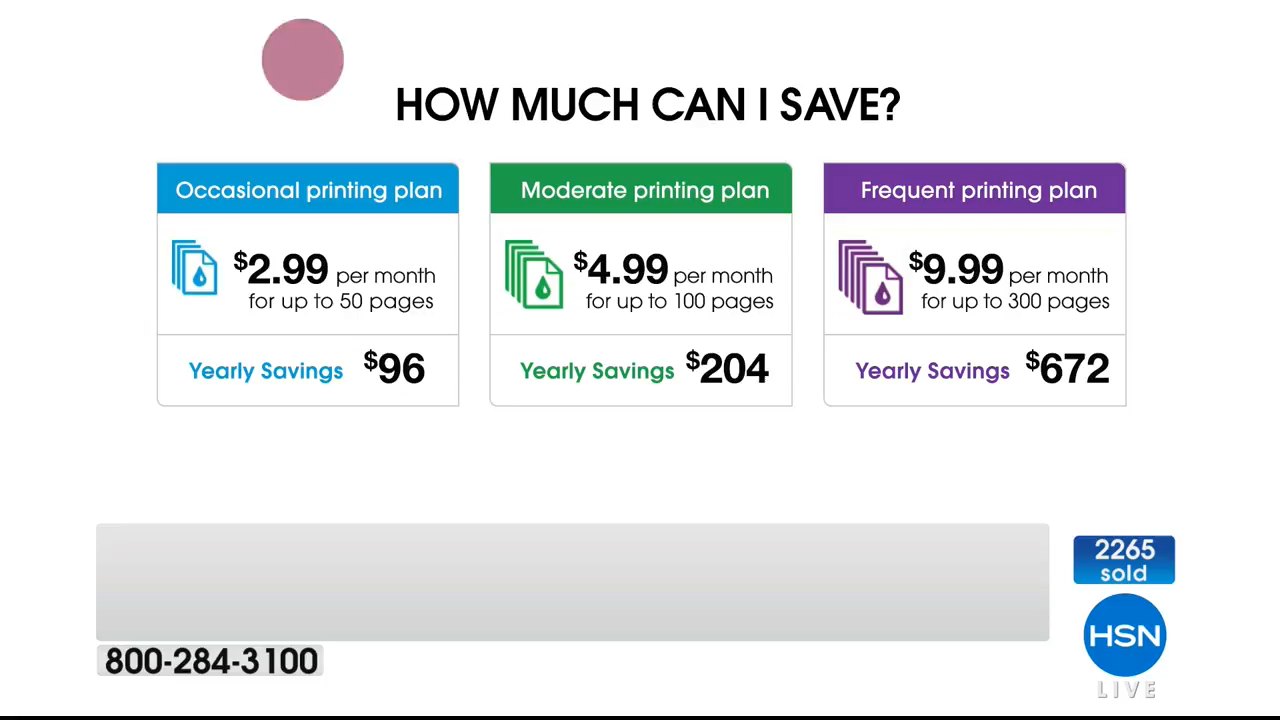 HOW MUCH CAN I SAVE?
Occasional printing plan
$2.99 per month
for up to 50 pages
Yearly Savings $96
Moderate printing plan
$4.99 per month
for up to 100 pages
Yearly Savings $204
Frequent printing plan
$9.99 per month
for up to 300 pages
Yearly Savings $672
2265
sold
HSN
LIVE
800-284-3100